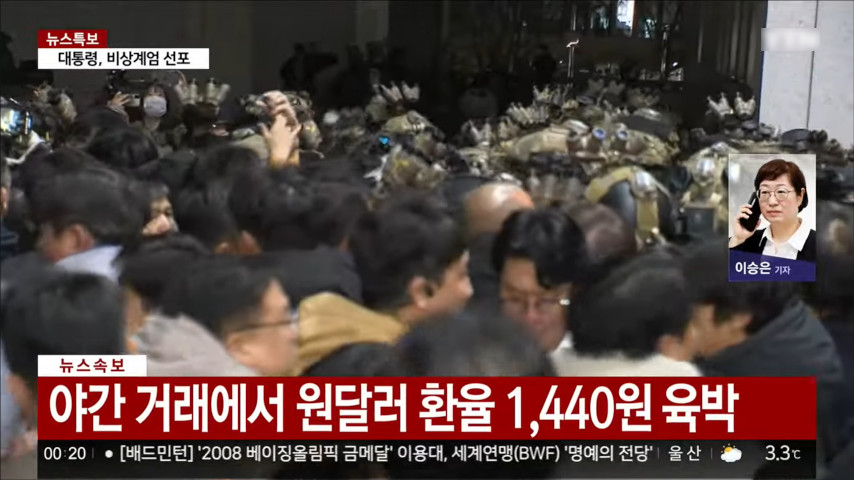 뉴스특보
대통령, 비상계엄 선포
이승은 기자
뉴스속보
야간 거래에서 원달러 환율 1,440원 육박
00:20 ● [배드민턴] '2008 베이징올림픽 금메달' 이용대, 세계연맹(BWF) '명예의 전당' 울산 3.3℃